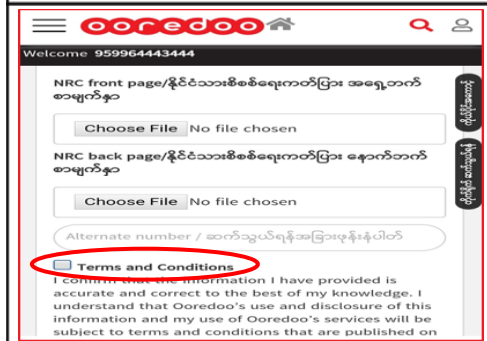 ooredoo
Welcome 959964443444
NRC front page/နိုင်ငံသားစိစစ်ရေးကတ်ပြား အရှေ့ဘက်
စာမျက်နှာ
Choose File No file chosen
NRC back page/နိုင်ငံသားစိစစ်ရေးကတ်ပြား နောက်ဘက်
စာမျက်နှာ
Choose File No file chosen
Alternate number / ဆက်သွယ်ရန်အခြားဖုန်းနံပါတ်
Terms and Conditions
I confirm that the information I have provided is
accurate and correct to the best of my knowledge. I
understand that Ooredoo's use and disclosure of this
information and my use of Ooredoo's services will be
subject to terms and conditions that are published on